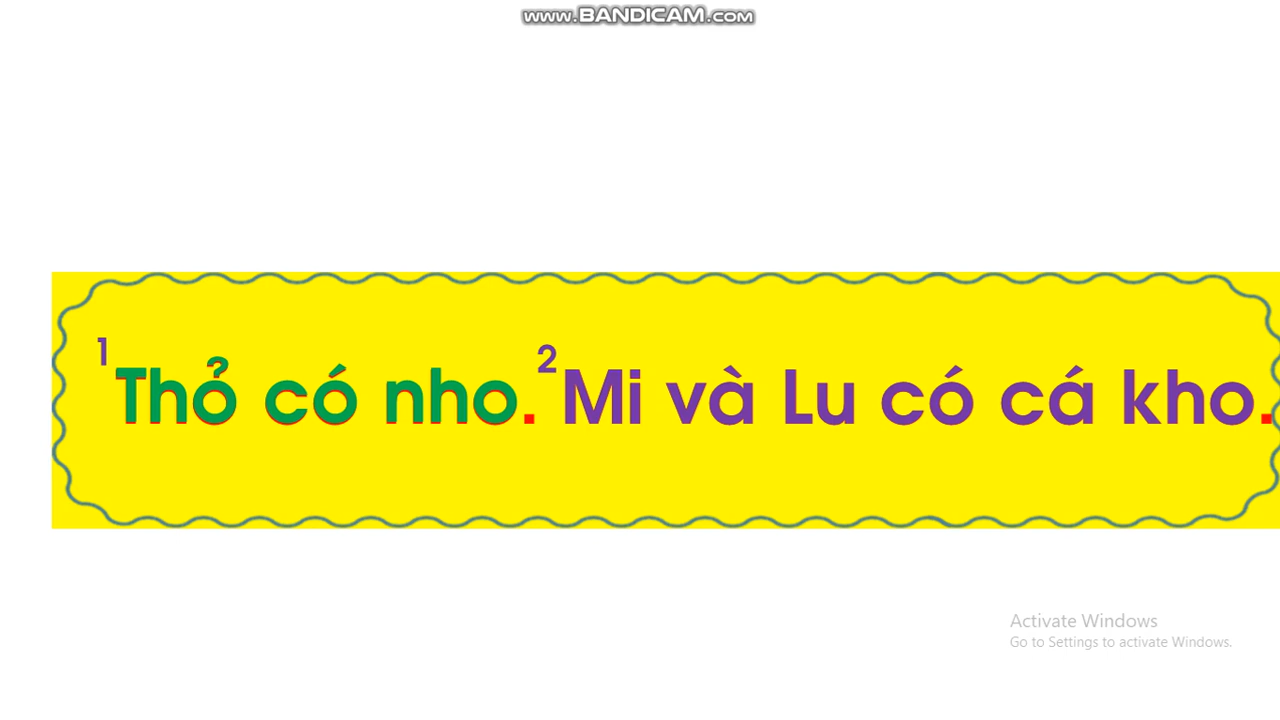 www.BANDICAM.com
1Thỏ có nho. 2Mi và Lu có cá kho.
Activate Windows
Go to Settings to activate Windows.